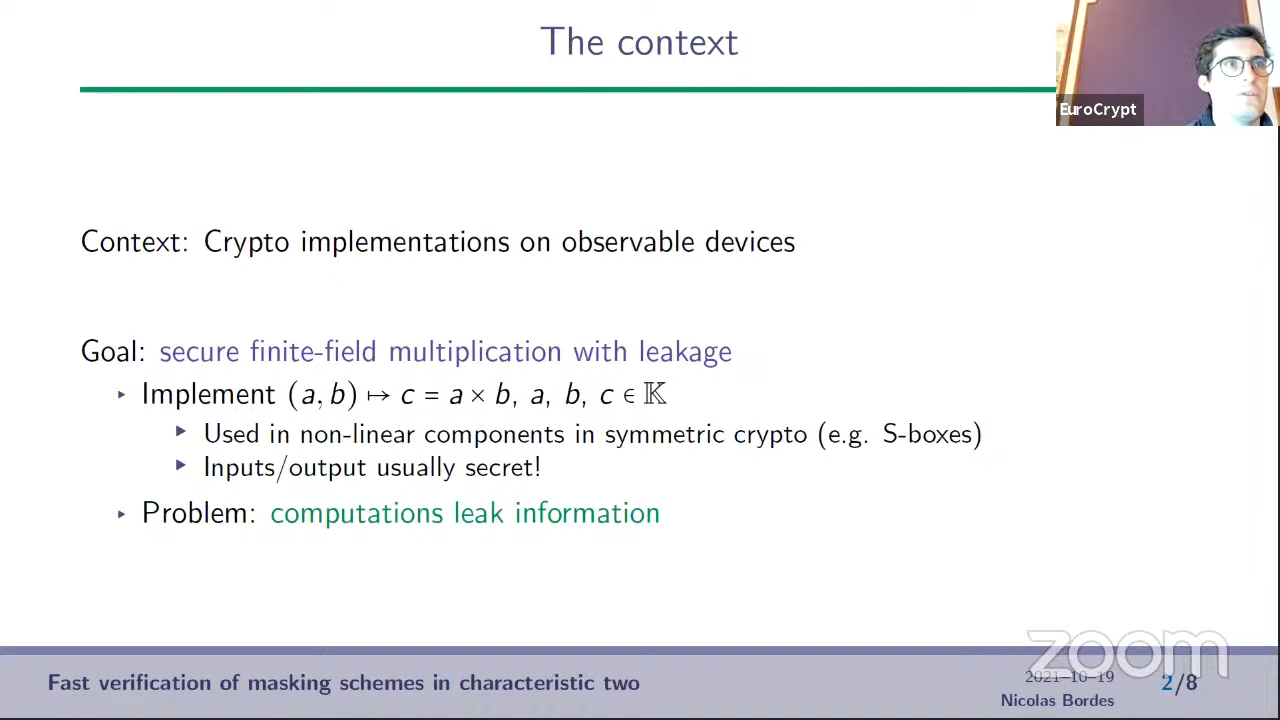 The context
EuroCrypt
Context: Crypto implementations on observable devices
Goal: secure finite-field multiplication with leakage
▸ Implement (a, b) ↦ c = a × b, a, b, c ∈ 𝕂
▸ Used in non-linear components in symmetric crypto (e.g. S-boxes)
▸ Inputs/output usually secret!
▸ Problem: computations leak information
zoom
Fast verification of masking schemes in characteristic two
2021–10–19
Nicolas Bordes
2/8